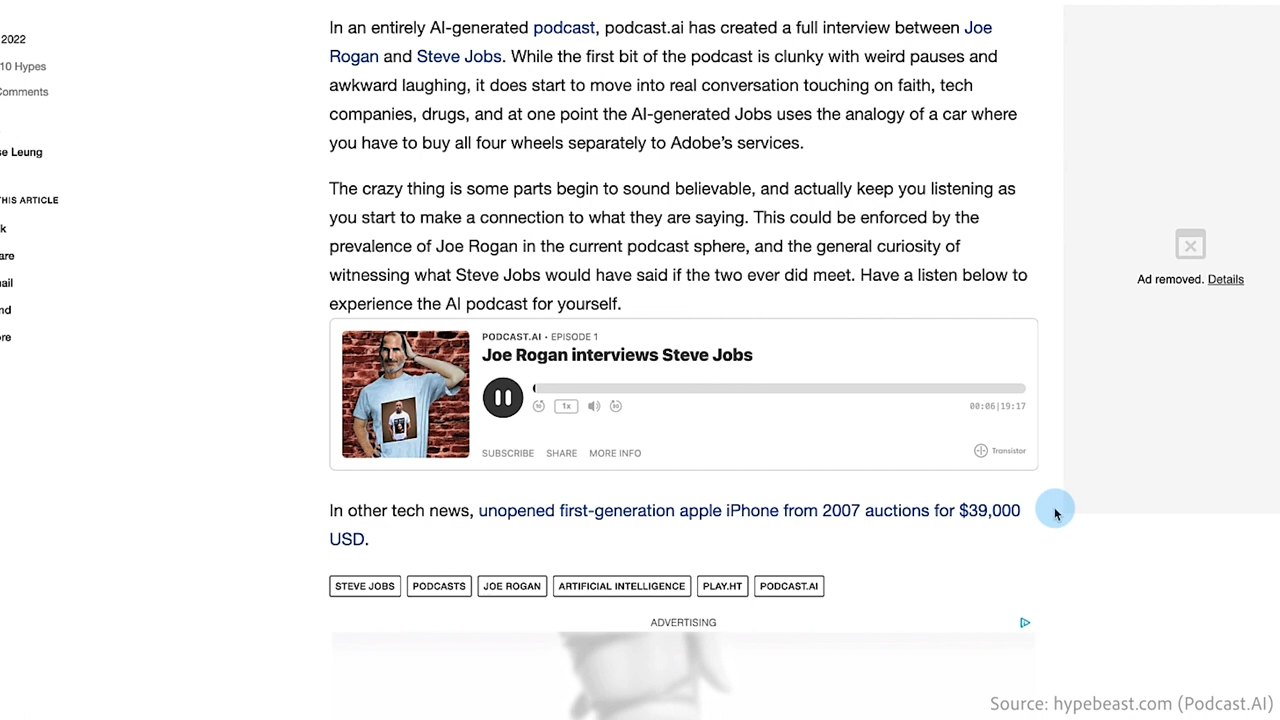 2022
10 Hypes
Comments
se Leung
THIS ARTICLE
k
are
ail
nd
ore
In an entirely AI-generated podcast, podcast.ai has created a full interview between Joe
Rogan and Steve Jobs. While the first bit of the podcast is clunky with weird pauses and
awkward laughing, it does start to move into real conversation touching on faith, tech
companies, drugs, and at one point the AI-generated Jobs uses the analogy of a car where
you have to buy all four wheels separately to Adobe’s services.
The crazy thing is some parts begin to sound believable, and actually keep you listening as
you start to make a connection to what they are saying. This could be enforced by the
prevalence of Joe Rogan in the current podcast sphere, and the general curiosity of
witnessing what Steve Jobs would have said if the two ever did meet. Have a listen below to
experience the AI podcast for yourself.
PODCAST.AI • EPISODE 1
Joe Rogan interviews Steve Jobs
1x
00:06|19:17
SUBSCRIBE SHARE MORE INFO
Transistor
In other tech news, unopened first-generation apple iPhone from 2007 auctions for $39,000
USD.
STEVE JOBS PODCASTS JOE ROGAN ARTIFICIAL INTELLIGENCE PLAY.HT PODCAST.AI
ADVERTISING
Ad removed. Details
Source: hypebeast.com (Podcast.AI)